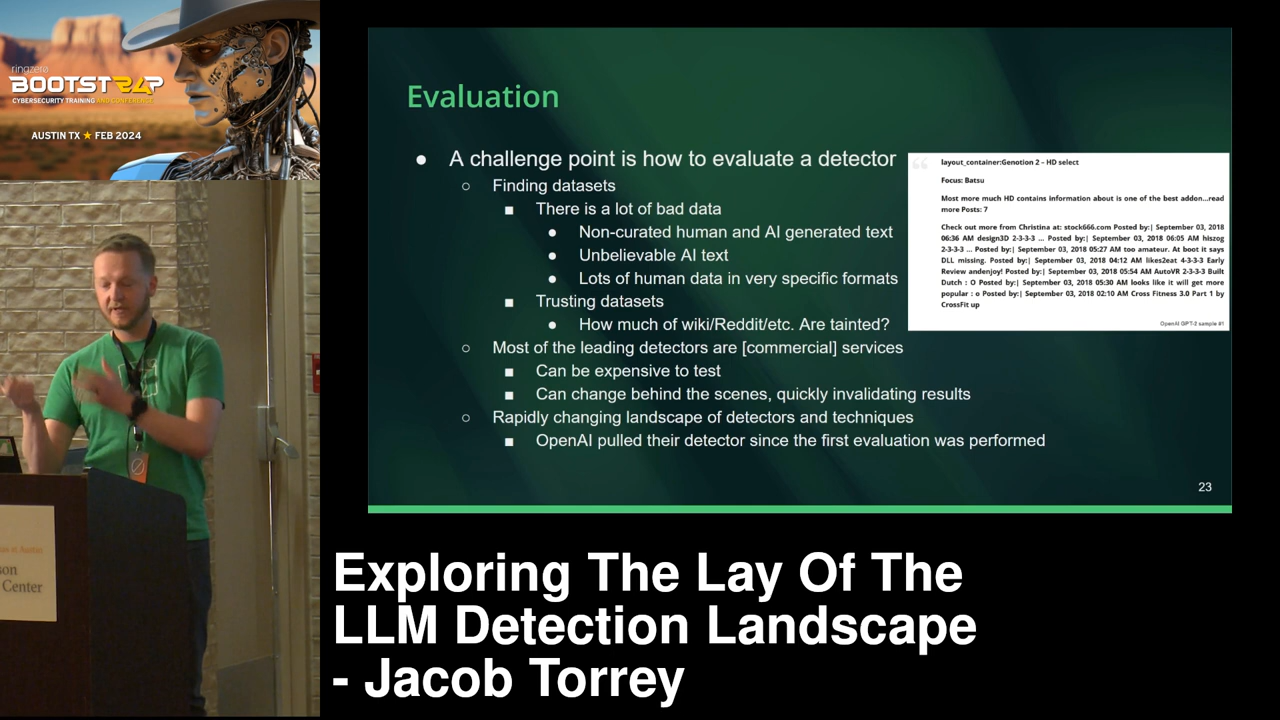 ringzerø
BOOTSTR24P
CYBERSECURITY TRAINING AND CONFERENCE
AUSTIN TX ★ FEB 2024
Evaluation
● A challenge point is how to evaluate a detector
○ Finding datasets
■ There is a lot of bad data
● Non-curated human and AI generated text
● Unbelievable AI text
● Lots of human data in very specific formats
■ Trusting datasets
● How much of wiki/Reddit/etc. Are tainted?
○ Most of the leading detectors are [commercial] services
■ Can be expensive to test
■ Can change behind the scenes, quickly invalidating results
○ Rapidly changing landscape of detectors and techniques
■ OpenAI pulled their detector since the first evaluation was performed
layout_container:Genotion 2 – HD select
Focus: Batsu
Most more much HD contains information about is one of the best addon...read
more Posts: 7
Check out more from Christina at: stock666.com Posted by:| September 03, 2018
06:36 AM design3D 2-3-3-3 ... Posted by:| September 03, 2018 06:05 AM hiszog
2-3-3-3 ... Posted by:| September 03, 2018 05:27 AM too amateur. At boot it says
DLL missing. Posted by:| September 03, 2018 04:12 AM likes2eat 4-3-3-3 Early
Review andenjoy! Posted by:| September 03, 2018 05:54 AM AutoVR 2-3-3-3 Built
Dutch : O Posted by:| September 03, 2018 05:30 AM looks like it will get more
popular : o Posted by:| September 03, 2018 02:10 AM Cross Fitness 3.0 Part 1 by
CrossFit up
OpenAI GPT-2 sample #1
23
at Austin
son
Center
Exploring The Lay Of The
LLM Detection Landscape
- Jacob Torrey